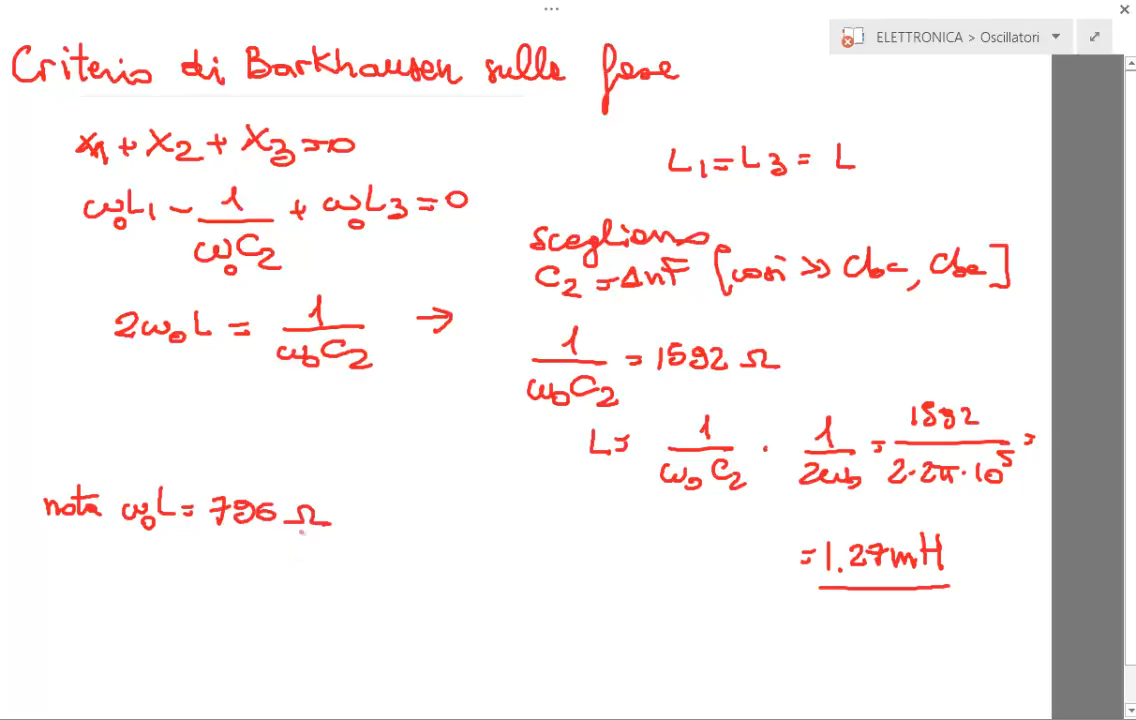 ELETTRONICA > Oscillatori
Criterio di Barkhausen sulle fase
X1 + X2 + X3 = 0
L1 = L3 = L
ω0L1 - 1/(ω0C2) + ω0L3 = 0
scegliamo
C2 = 1nF [così >> Cbc, Cbe]
2ω0L = 1/(ω0C2) →
1/(ω0C2) = 1592 Ω
L = 1/(ω0C2) · 1/(2ω0) = 1592/(2·2π·10^5) =
nota ω0L = 796 Ω
= 1.27mH